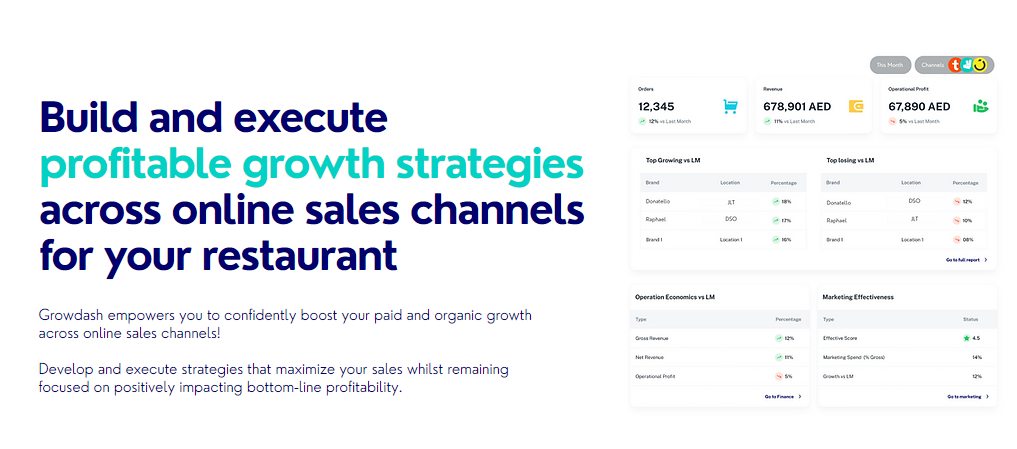 Build and execute
profitable growth strategies
across online sales channels
for your restaurant
Growdash empowers you to confidently boost your paid and organic growth
across online sales channels!
Develop and execute strategies that maximize your sales whilst remaining
focused on positively impacting bottom-line profitability.
This Month
Channels
Orders
12,345
12% vs Last Month
Revenue
678,901 AED
11% vs Last Month
Operational Profit
67,890 AED
5% vs Last Month
Top Growing vs LM
Brand Location Percentage
Donatello JLT 18%
Raphael DSO 17%
Brand 1 Location 1 16%
Top losing vs LM
Brand Location Percentage
Donatello DSO 12%
Raphael JLT 10%
Brand 1 Location 1 08%
Go to full report
Operation Economics vs LM
Type Percentage
Gross Revenue 12%
Net Revenue 11%
Operational Profit 5%
Go to Finance
Marketing Effectiveness
Type Status
Effective Score 4.5
Marketing Spend (% Gross) 14%
Growth vs LM 12%
Go to marketing